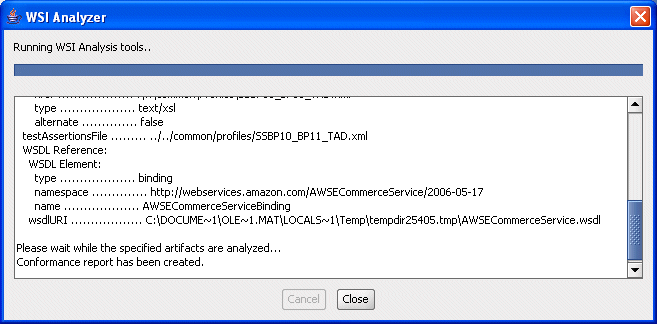 WSI Analyzer
Running WSI Analysis tools..
type .................. text/xsl
alternate .............. false
testAssertionsFile ......... ../../common/profiles/SSBP10_BP11_TAD.xml
WSDL Reference:
WSDL Element:
type .................. binding
namespace .............. http://webservices.amazon.com/AWSECommerceService/2006-05-17
name ................... AWSECommerceServiceBinding
wsdlURI .................. C:\DOCUME~1\OLE~1.MAT\LOCALS~1\Temp\tempdir25405.tmp\AWSECommerceService.wsdl
Please wait while the specified artifacts are analyzed...
Conformance report has been created.
Cancel Close